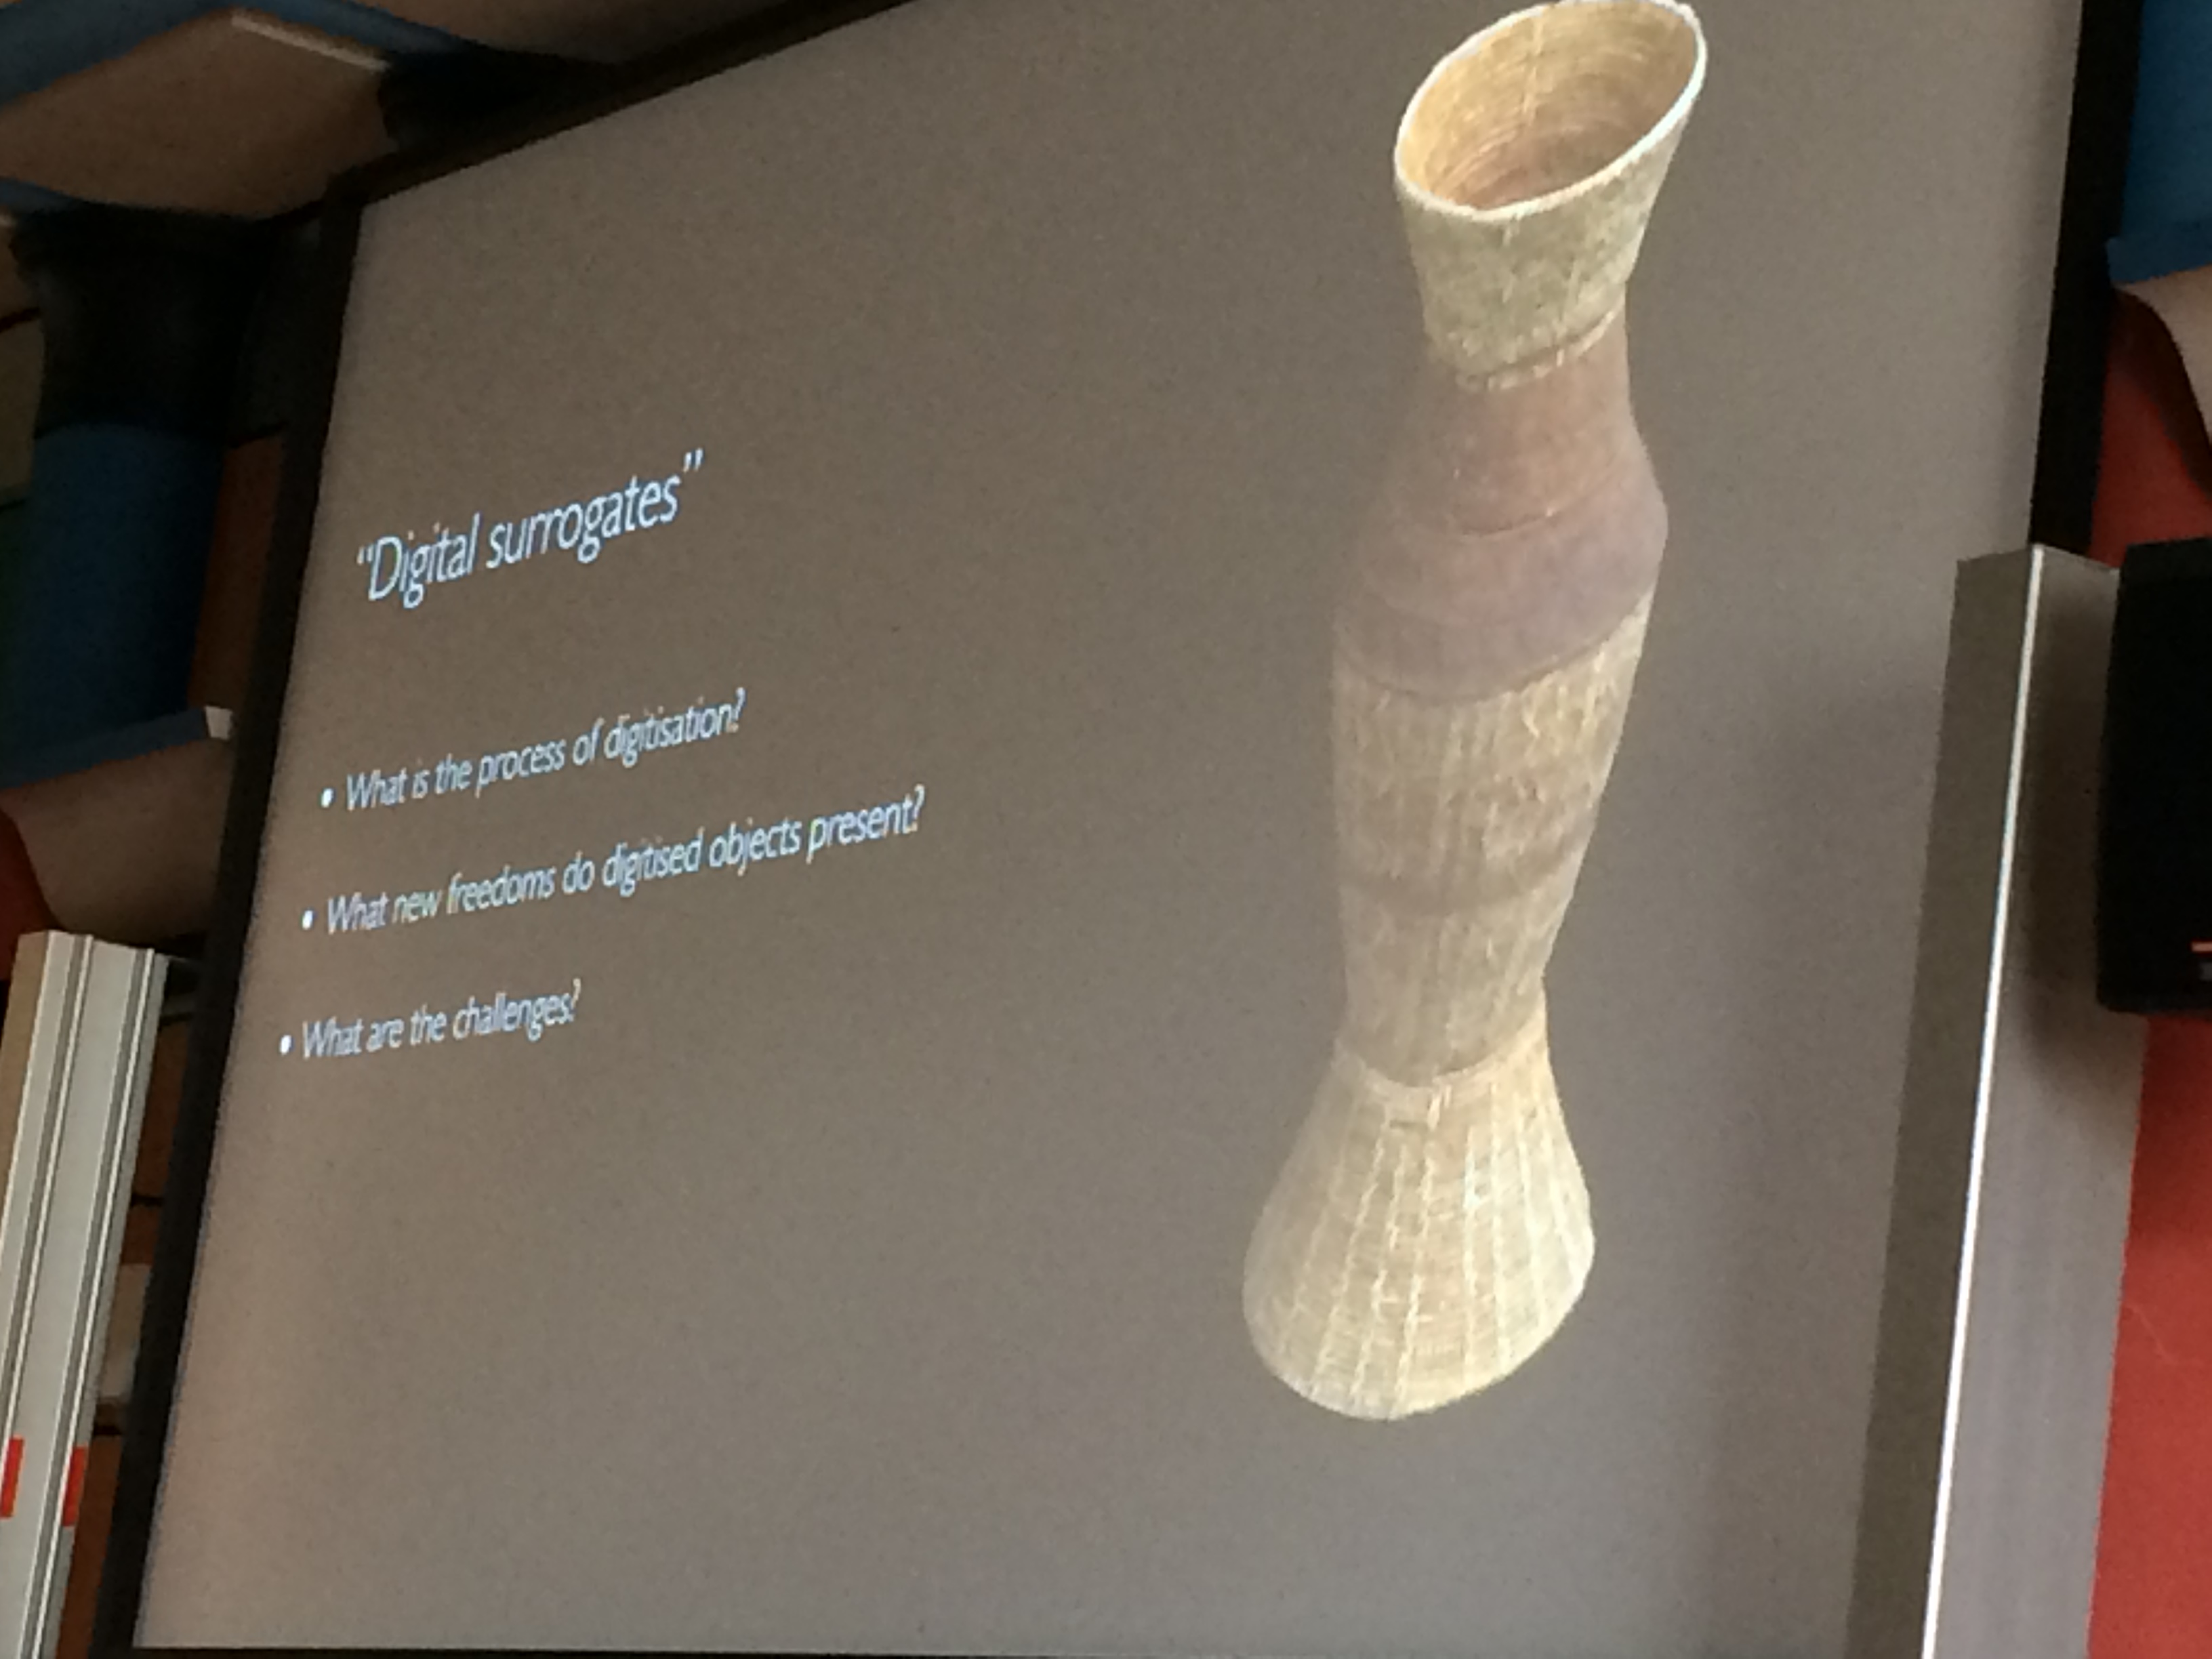 “Digital surrogates”
• What is the process of digitisation?
• What new freedoms do digitised objects present?
• What are the challenges?